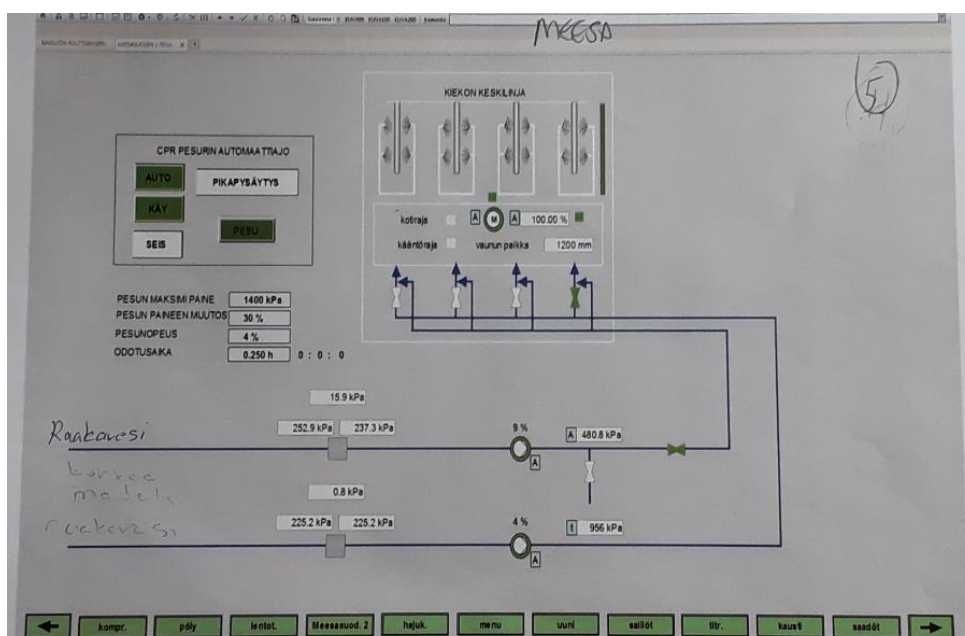 MEESA
5
KIEKON KESKILINJA
CPR PESURIN AUTOMAATTIAJO
AUTO
PIKAPYSÄYTYS
KÄY
PESU
SEIS
kotiraja
A
M
A
100.00 %
kääntöraja
vaunun paikka
1200 mm
PESUN MAKSIMI PAINE
1400 kPa
PESUN PAINEEN MUUTOS
30 %
PESUNOPEUS
4 %
ODOTUSAIKA
0.250 h
0 : 0 : 0
15.9 kPa
Raakavesi
252.9 kPa
237.3 kPa
9 %
A
A
480.8 kPa
0.8 kPa
225.2 kPa
225.2 kPa
4 %
A
956 kPa
kompr.
pöly
lentot.
Meesasuod. 2
hajuk.
menu
uuni
säiliöt
titr.
kausti
säädöt